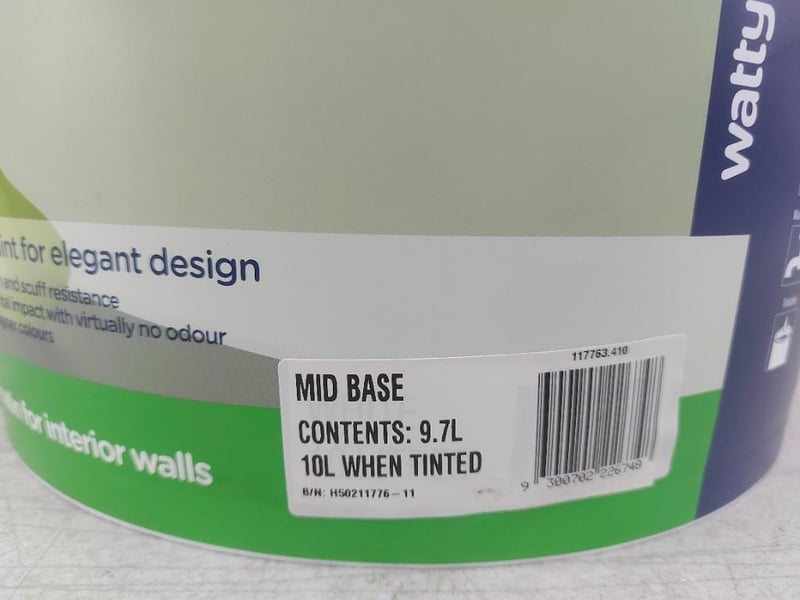 watty
int for elegant design
and scuff resistance
impact with virtually no odour
colours
for interior walls
117763.410
MID BASE
CONTENTS: 9.7L
10L WHEN TINTED
B/N: H50211776-11
9 300702 226748